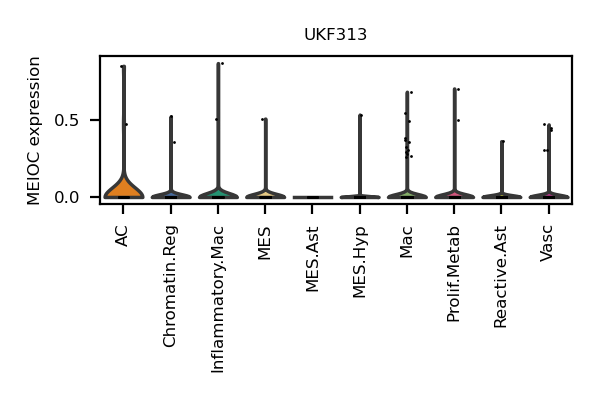 UKF313
MEIOC expression
0.5
0.0
AC
Chromatin.Reg
Inflammatory.Mac
MES
MES.Ast
MES.Hyp
Mac
Prolif.Metab
Reactive.Ast
Vasc